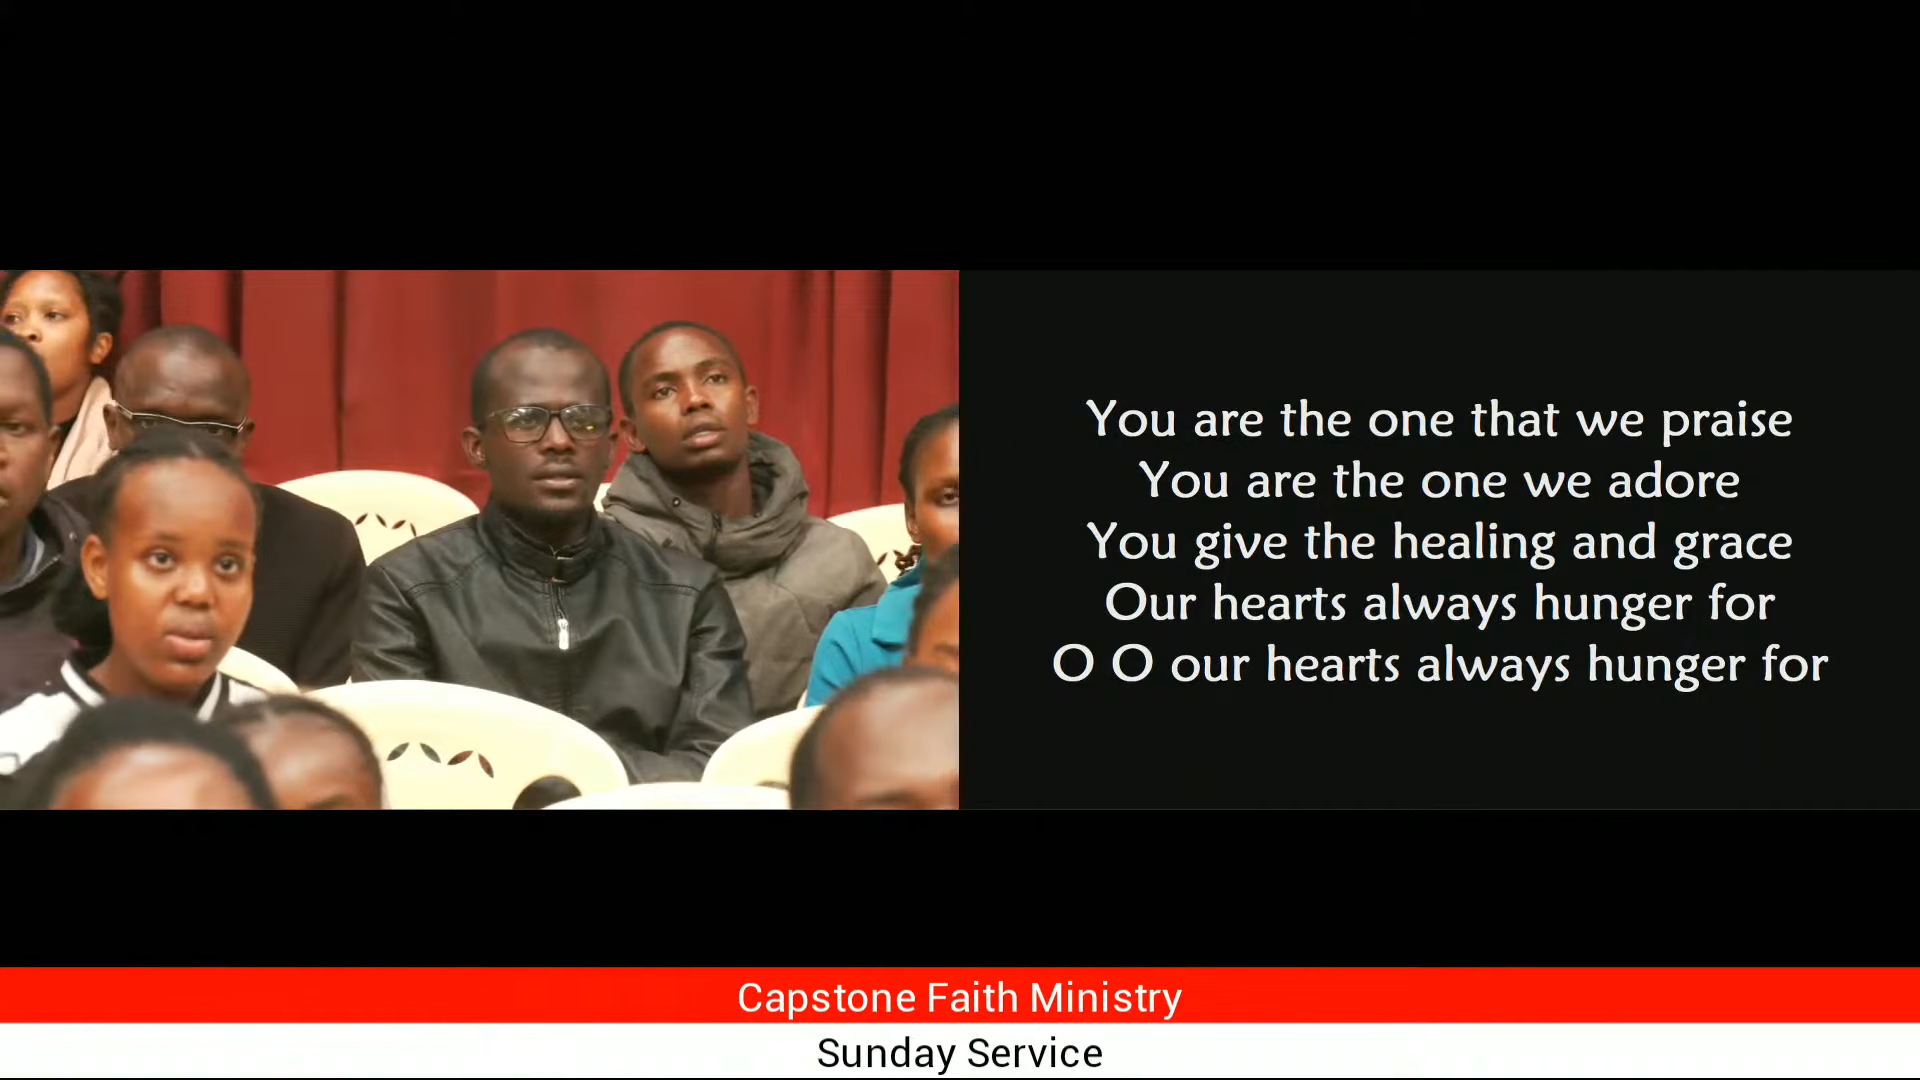 You are the one that we praise
You are the one we adore
You give the healing and grace
Our hearts always hunger for
O O our hearts always hunger for
Capstone Faith Ministry
Sunday Service